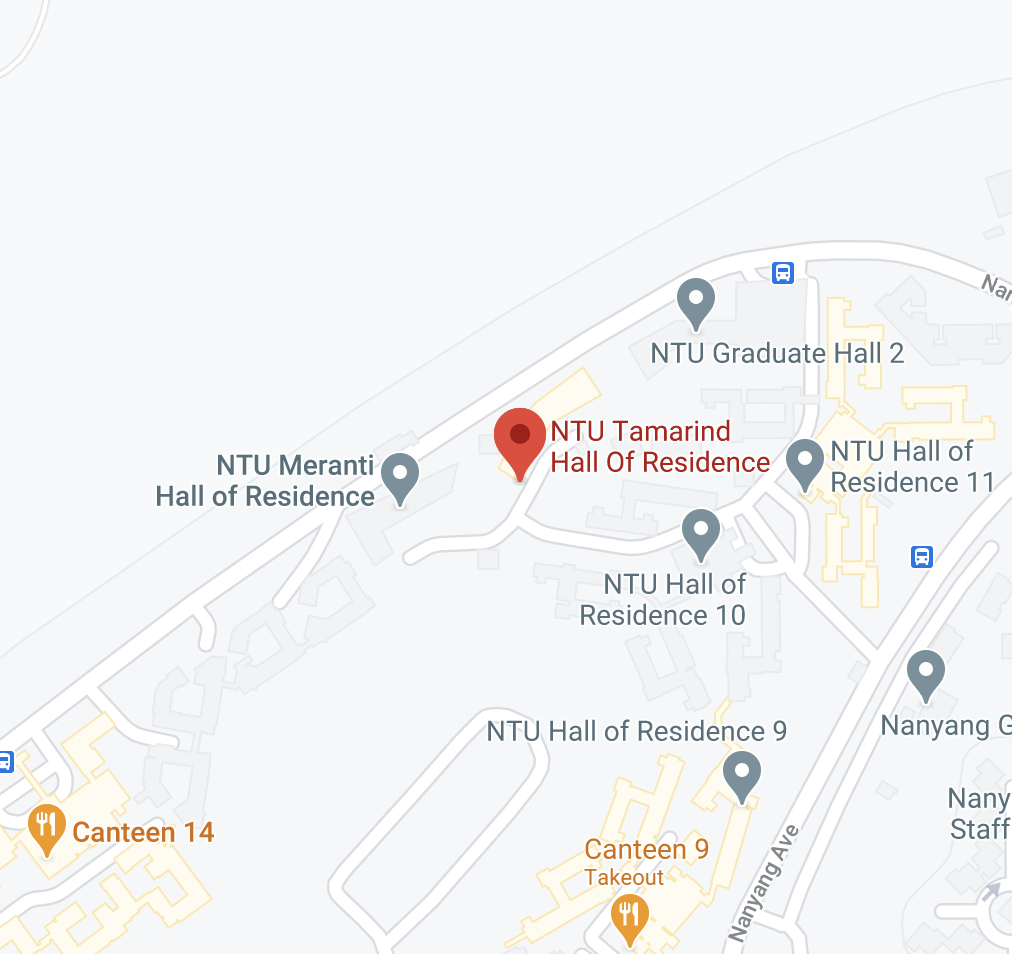 Nan
NTU Graduate Hall 2
NTU Tamarind
Hall Of Residence
NTU Meranti
Hall of Residence
NTU Hall of
Residence 11
NTU Hall of
Residence 10
NTU Hall of Residence 9
Nanyang G
Nany
Staff
Canteen 14
Canteen 9
Takeout
Nanyang Ave